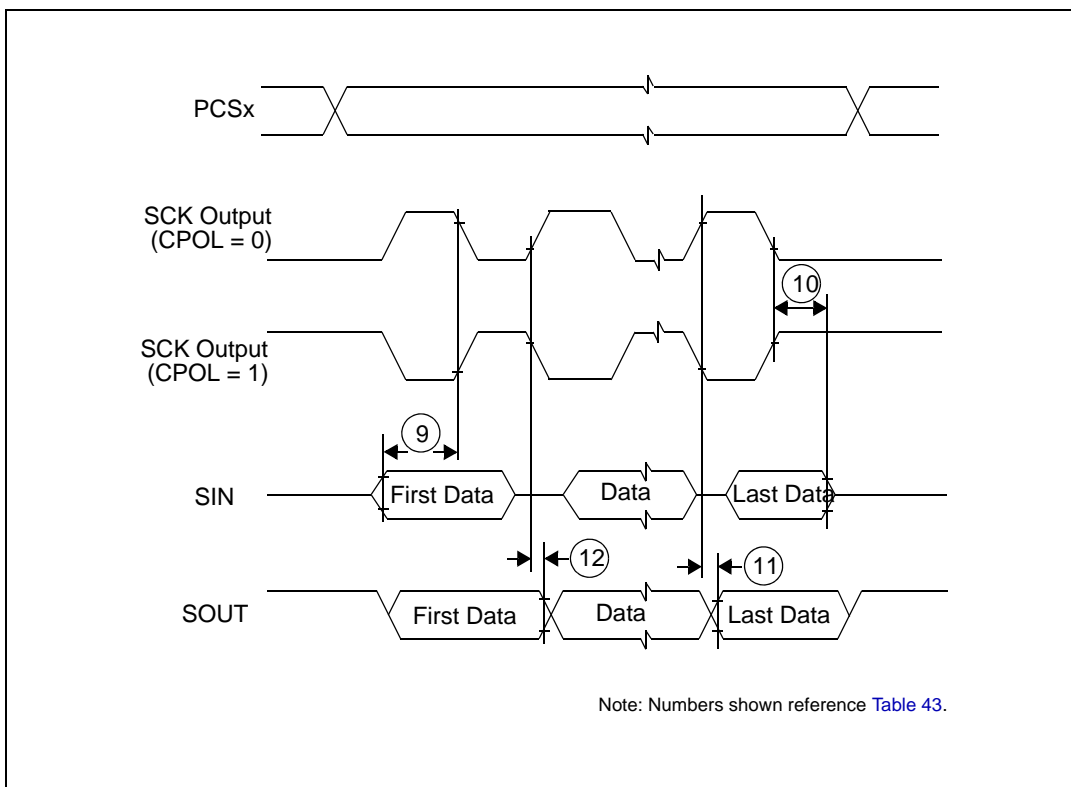 PCSx
SCK Output
(CPOL = 0)
10
SCK Output
(CPOL = 1)
9
SIN
First Data
Data
Last Data
12
11
SOUT
First Data
Data
Last Data
Note: Numbers shown reference Table 43.